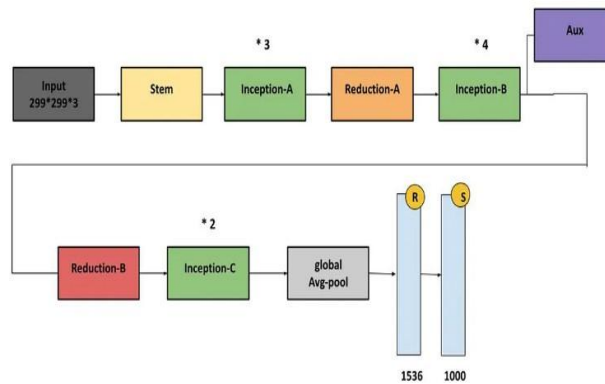 * 3
* 4
Aux
Input
299*299*3
Stem
Inception-A
Reduction-A
Inception-B
* 2
R
S
Reduction-B
Inception-C
global
Avg-pool
1536
1000